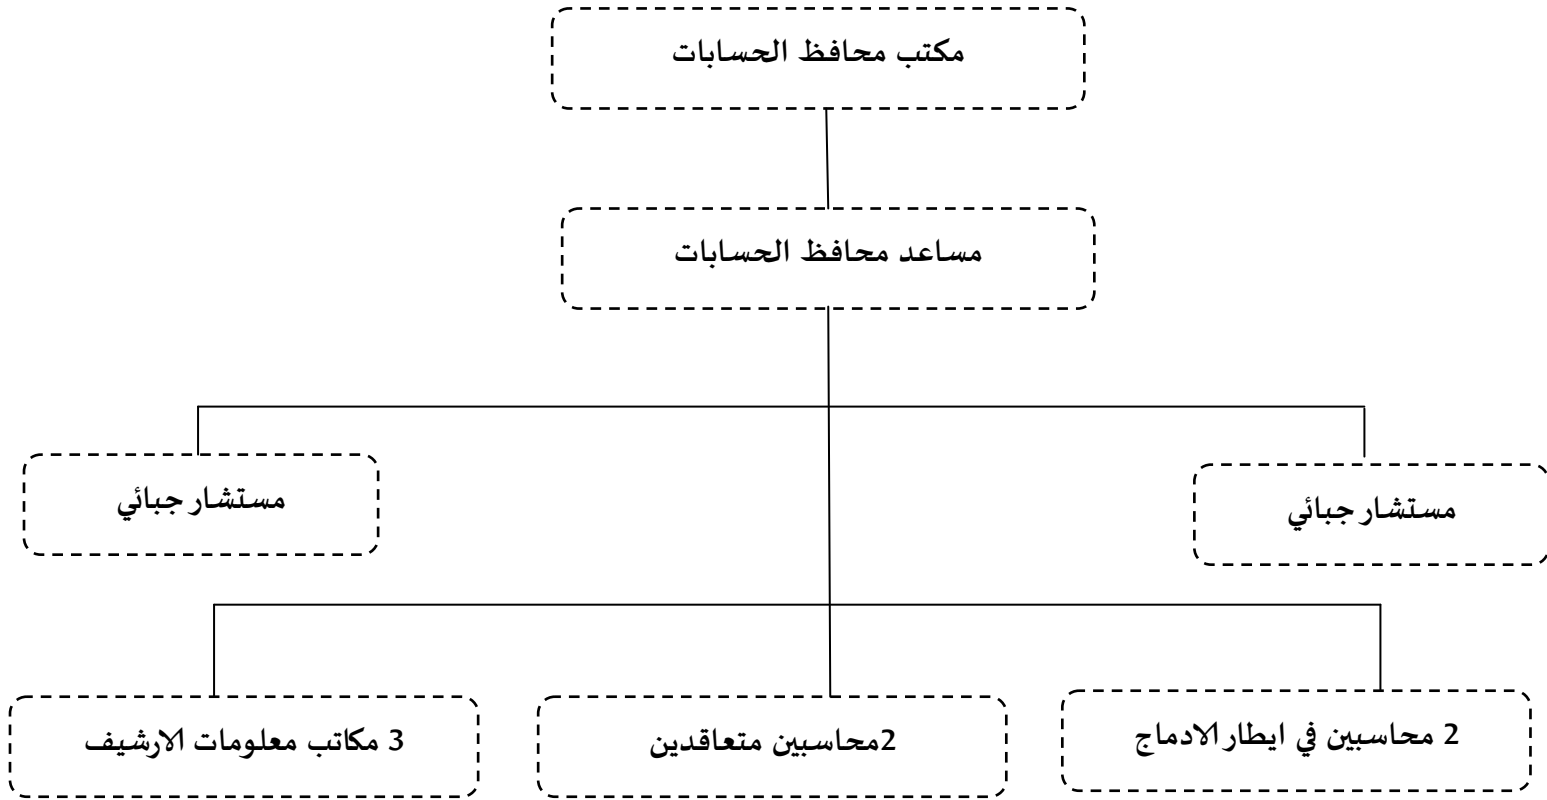 مكتب محافظ الحسابات
مساعد محافظ الحسابات
مستشار جبائي
مستشار جبائي
2 محاسبين في ايطار الادماج
2محاسبين متعاقدين
3 مكاتب معلومات الارشيف